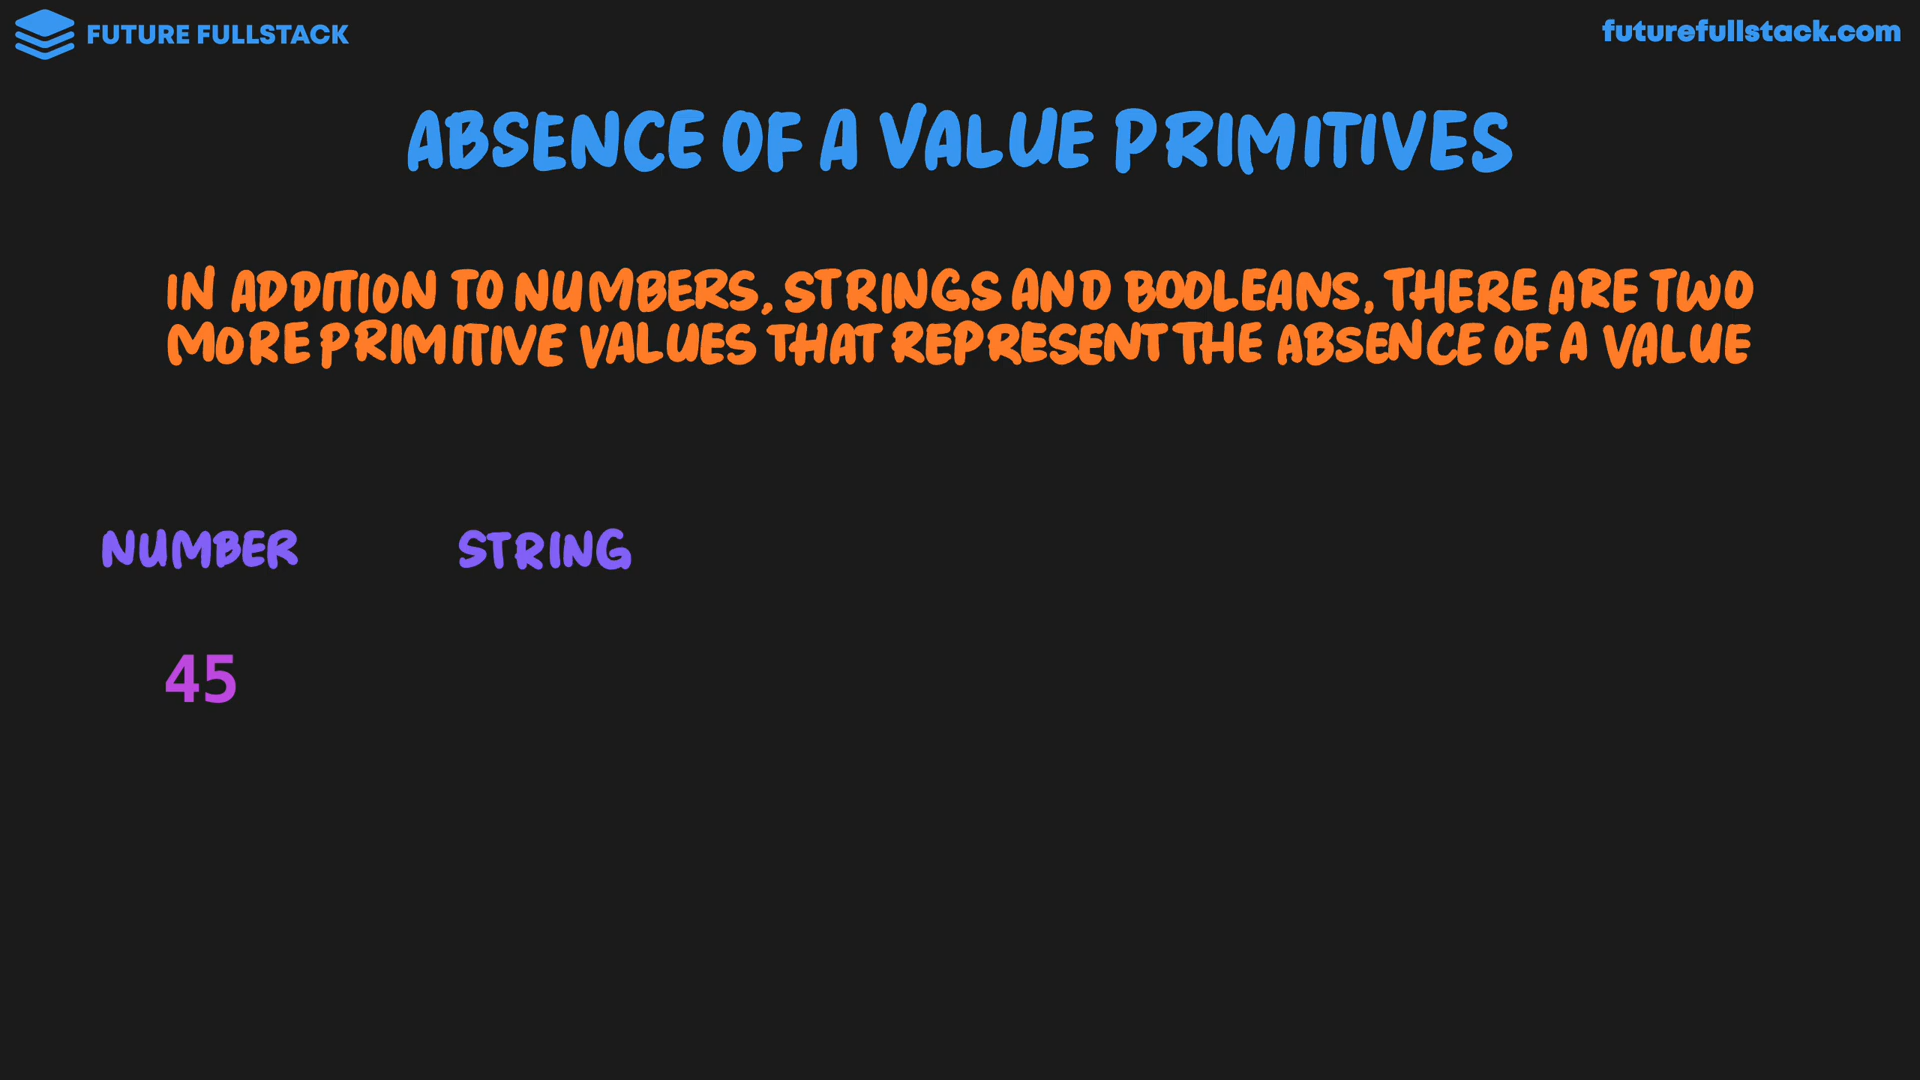 FUTURE FULLSTACK
futurefullstack.com
ABSENCE OF A VALUE PRIMITIVES
IN ADDITION TO NUMBERS, STRINGS AND BOOLEANS, THERE ARE TWO
MORE PRIMITIVE VALUES THAT REPRESENT THE ABSENCE OF A VALUE
NUMBER STRING
45